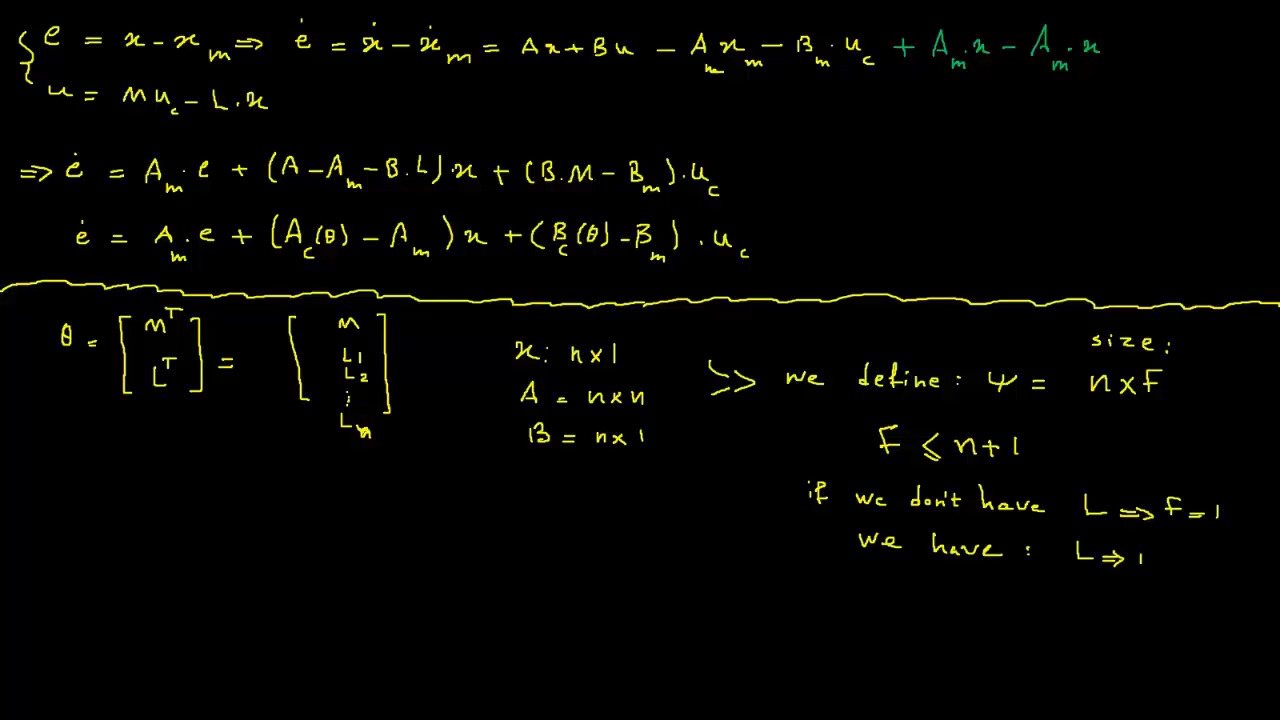 e = x - x_m ⇒ ė = ẋ - ẋ_m = Ax + Bu - A_m x_m - B_m . u_c + A_m . x - A_m . x
u = M u_c - L . x
⇒ ė = A_m . e + (A - A_m - B . L) . x + (B . M - B_m) . u_c
ė = A_m . e + (A_c(θ) - A_m) x + (B_c(θ) - B_m) . u_c
θ = [M^T L^T] = [M L1 L2 ⋮ Ln]
x : n x 1
A = n x n
B = n x 1
size :
>> we define : Ψ = n x F
F ≤ n + 1
if we don't have L ⇒ F = 1
we have : L ⇒ 1